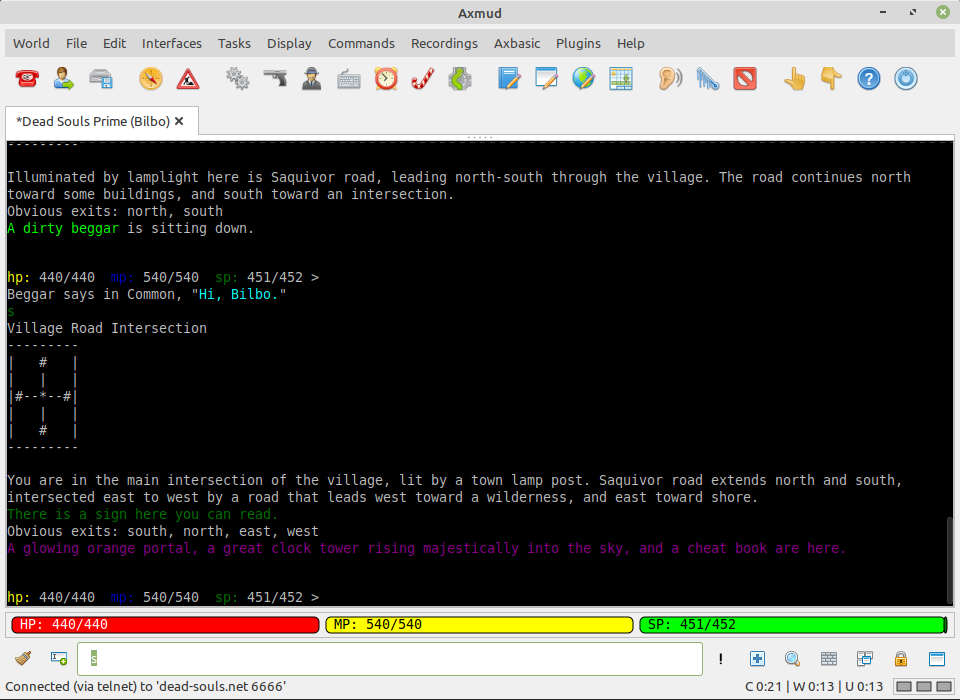 Axmud
World File Edit Interfaces Tasks Display Commands Recordings Axbasic Plugins Help
*Dead Souls Prime (Bilbo)
---------
Illuminated by lamplight here is Saquivor road, leading north-south through the village. The road continues north
toward some buildings, and south toward an intersection.
Obvious exits: north, south
A dirty beggar is sitting down.
hp: 440/440  mp: 540/540  sp: 451/452 >
Beggar says in Common, "Hi, Bilbo."
s
Village Road Intersection
---------
|   #   |
|   |   |
|#--*--#|
|   |   |
|   #   |
---------
You are in the main intersection of the village, lit by a town lamp post. Saquivor road extends north and south,
intersected east to west by a road that leads west toward a wilderness, and east toward shore.
There is a sign here you can read.
Obvious exits: south, north, east, west
A glowing orange portal, a great clock tower rising majestically into the sky, and a cheat book are here.
hp: 440/440  mp: 540/540  sp: 451/452 >
HP: 440/440 MP: 540/540 SP: 451/452
s
Connected (via telnet) to 'dead-souls.net 6666' C 0:21 | W 0:13 | U 0:13